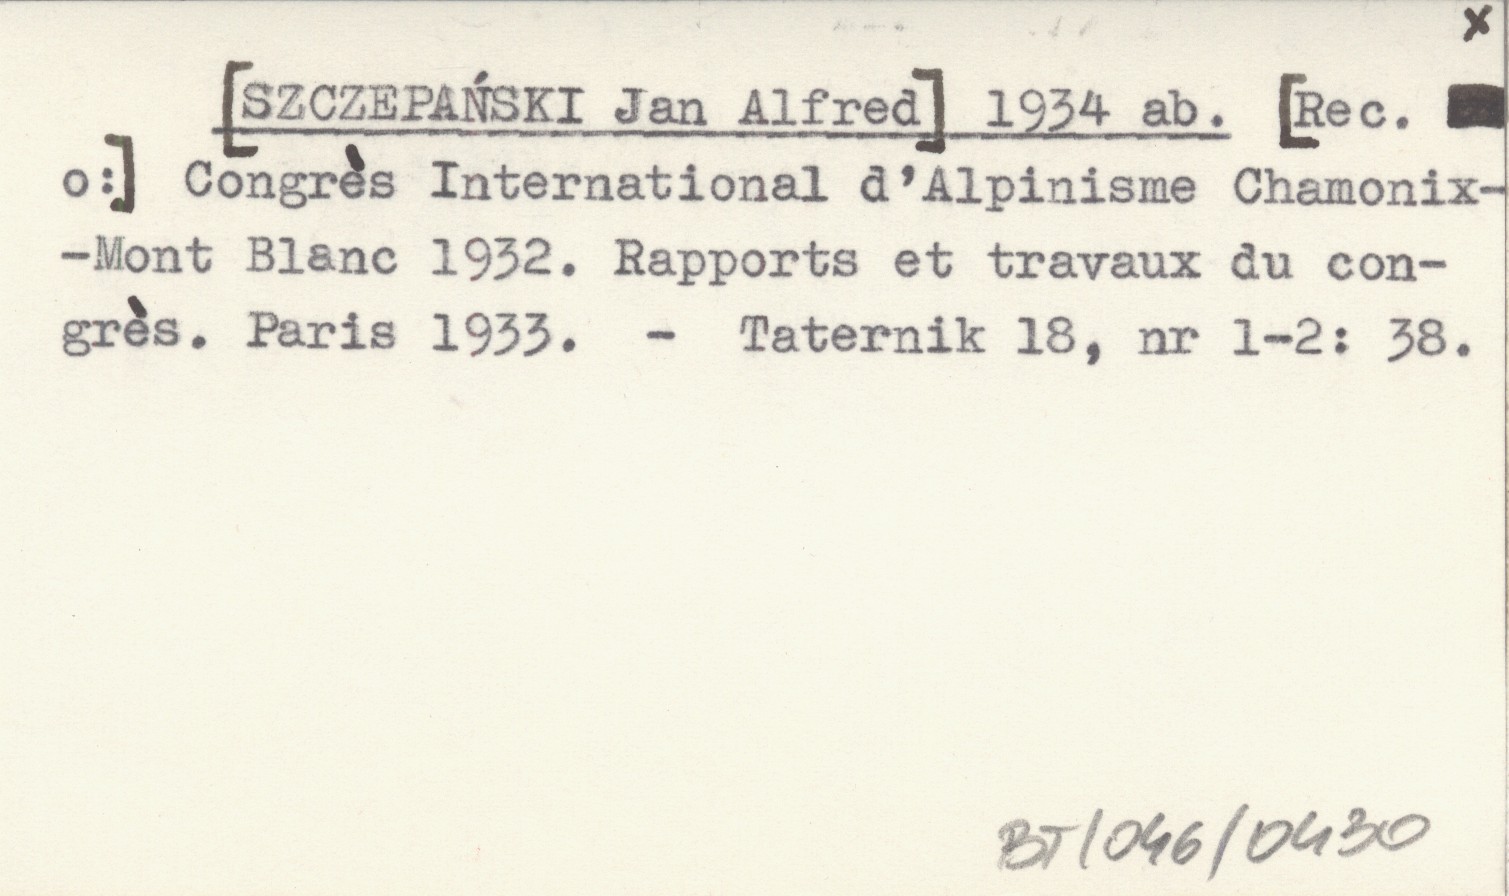 x
[SZCZEPAŃSKI Jan Alfred] 1934 ab. [Rec.
o:] Congrès International d'Alpinisme Chamonix-
-Mont Blanc 1932. Rapports et travaux du con-
grès. Paris 1933. - Taternik 18, nr 1-2: 38.
BT/046/0430